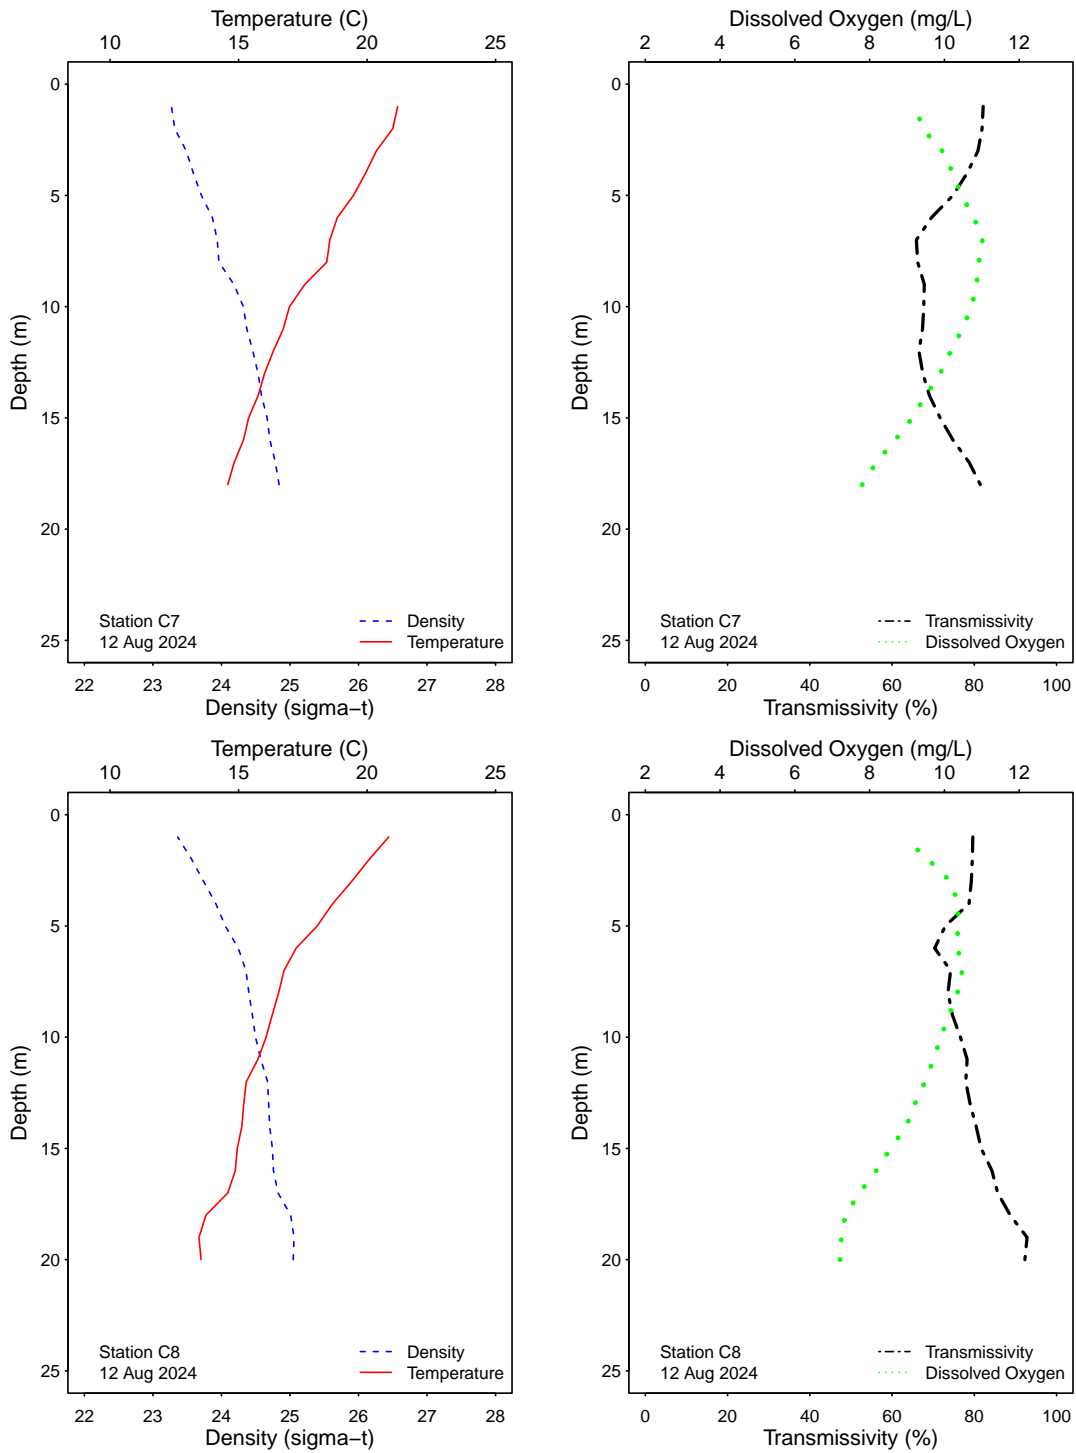 Temperature (C)
10 15 20 25
0
5
10
15
20
25
Depth (m)
Station C7
12 Aug 2024
Density
Temperature
22 23 24 25 26 27 28
Density (sigma−t)
Dissolved Oxygen (mg/L)
2 4 6 8 10 12
0
5
10
15
20
25
Depth (m)
Station C7
12 Aug 2024
Transmissivity
Dissolved Oxygen
0 20 40 60 80 100
Transmissivity (%)
Temperature (C)
10 15 20 25
0
5
10
15
20
25
Depth (m)
Station C8
12 Aug 2024
Density
Temperature
22 23 24 25 26 27 28
Density (sigma−t)
Dissolved Oxygen (mg/L)
2 4 6 8 10 12
0
5
10
15
20
25
Depth (m)
Station C8
12 Aug 2024
Transmissivity
Dissolved Oxygen
0 20 40 60 80 100
Transmissivity (%)